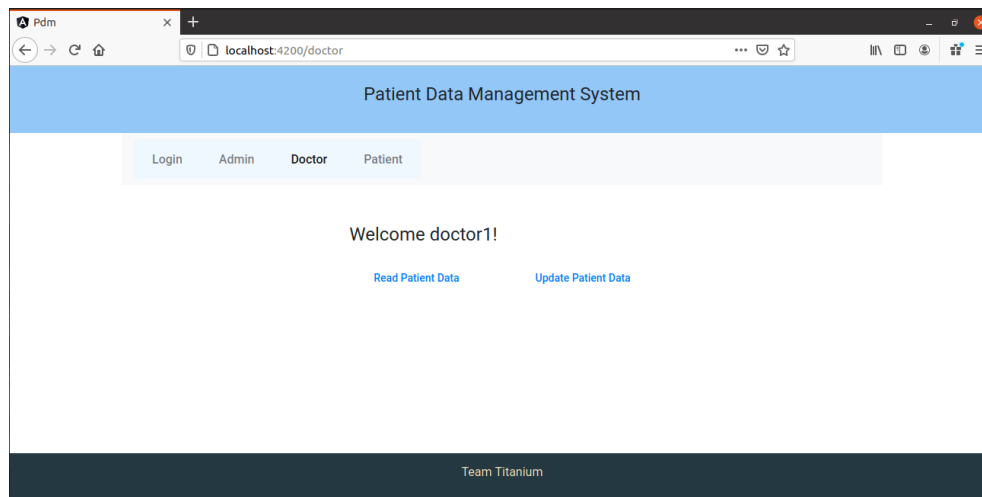 Pdm
localhost:4200/doctor
Patient Data Management System
Login Admin Doctor Patient
Welcome doctor1!
Read Patient Data Update Patient Data
Team Titanium